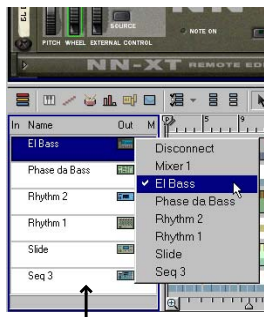 SOURCE
PITCH WHEEL EXTERNAL CONTROL
NOTE ON
NN-XT REMOTE EDI
5 9
In Name Out M
El Bass
Phase da Bass
Rhythm 2
Rhythm 1
Slide
Seq 3
Disconnect
Mixer 1
El Bass
Phase da Bass
Rhythm 2
Rhythm 1
Slide
Seq 3